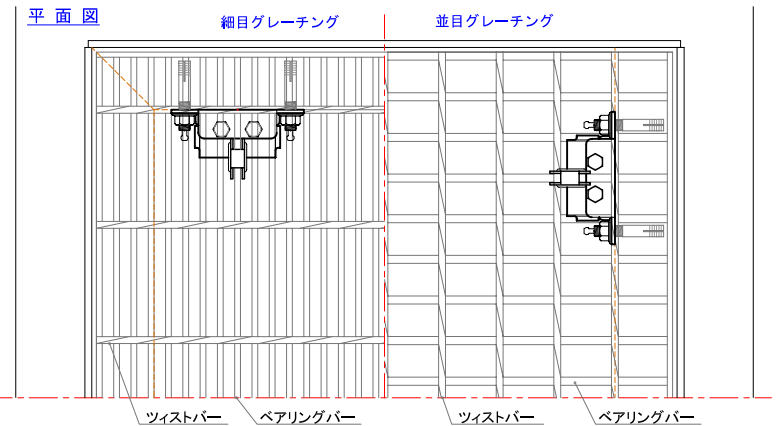 平面図
細目グレーチング
並目グレーチング
ツィストバー
ベアリングバー
ツィストバー
ベアリングバー